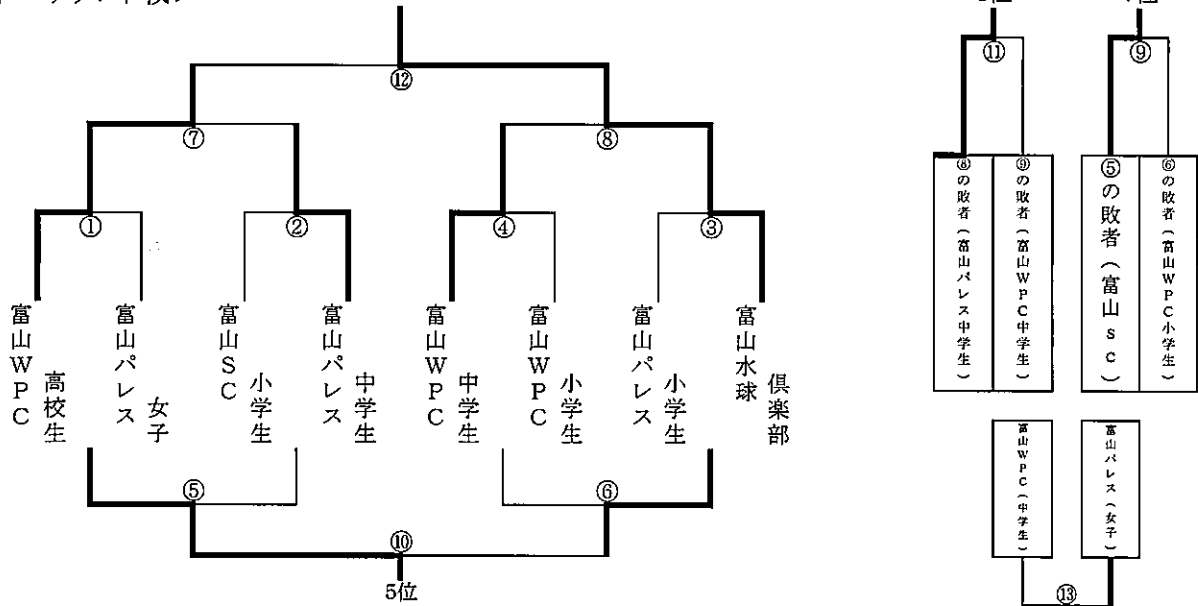 ⑫
⑦
⑧
①
②
④
③
富山WPC 高校生
富山パレス 女子
富山SC 小学生
富山パレス 中学生
富山WPC 中学生
富山WPC 小学生
富山パレス 小学生
富山水球 倶楽部
⑤
⑥
⑩
5位
⑪
⑧の敗者（富山パレス中学生）
⑨の敗者（富山WPC中学生）
位
⑨
⑤の敗者（富山sc）
⑥の敗者（富山WPC小学生）
富山WPC（中学生）
富山パレス（女子）
⑬